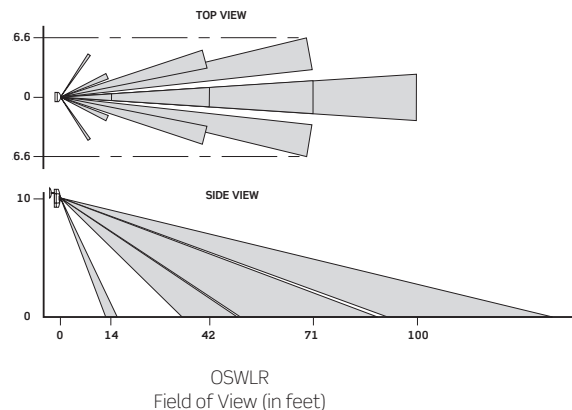 TOP VIEW
6.6
0
6.6
SIDE VIEW
10
0
0 14 42 71 100
OSWLR
Field of View (in feet)